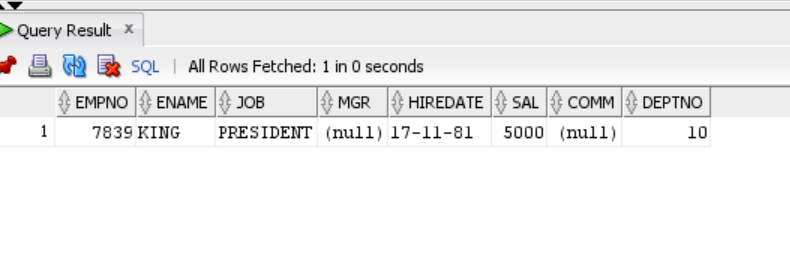 Query Result x
SQL | All Rows Fetched: 1 in 0 seconds
EMPNO ENAME JOB MGR HIREDATE SAL COMM DEPTNO
1 7839 KING PRESIDENT (null) 17-11-81 5000 (null) 10